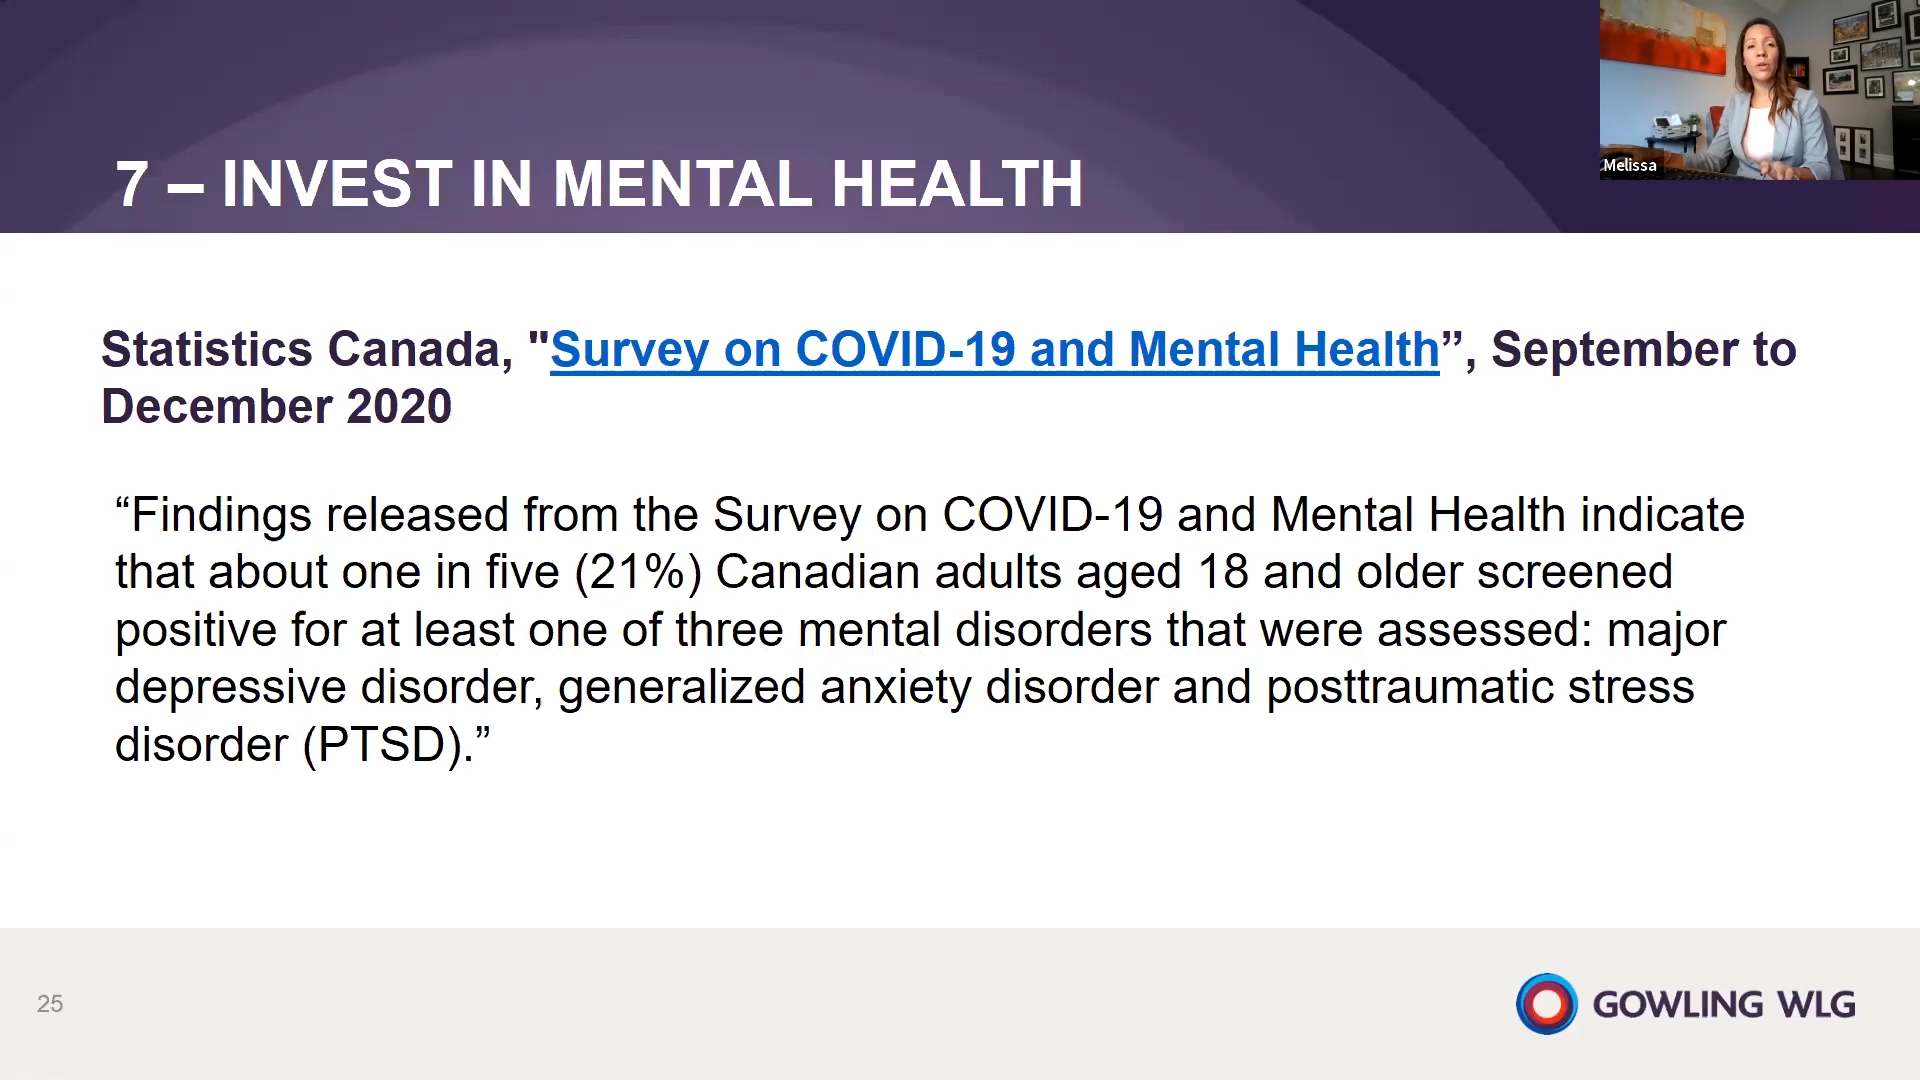 7 – INVEST IN MENTAL HEALTH
Melissa
Statistics Canada, "Survey on COVID-19 and Mental Health”, September to
December 2020
“Findings released from the Survey on COVID-19 and Mental Health indicate
that about one in five (21%) Canadian adults aged 18 and older screened
positive for at least one of three mental disorders that were assessed: major
depressive disorder, generalized anxiety disorder and posttraumatic stress
disorder (PTSD).”
25
GOWLING WLG